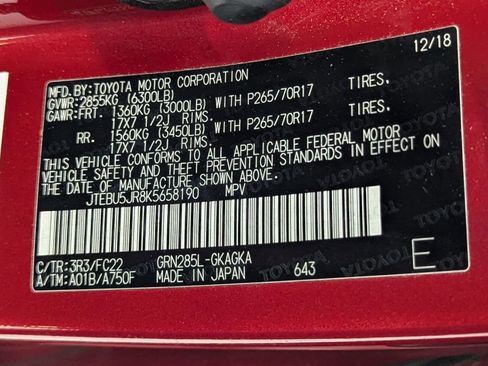 12/18
MFD.BY:TOYOTA MOTOR CORPORATION
GVWR:2855KG (6300LB)
GAWR:FRT. 1360KG (3000LB) WITH P265/70R17 TIRES,
17X7 1/2J RIMS.
RR. 1560KG (3450LB) WITH P265/70R17 TIRES,
17X7 1/2J RIMS.
THIS VEHICLE CONFORMS TO ALL APPLICABLE FEDERAL MOTOR
VEHICLE SAFETY AND THEFT PREVENTION STANDARDS IN EFFECT ON
THE DATE OF MANUFACTURE SHOWN ABOVE.
JTEBU5JR8K5658190 MPV
C/TR:3R3/FC22 GRN285L-GKAGKA
A/TM:A01B/A750F MADE IN JAPAN 643 E